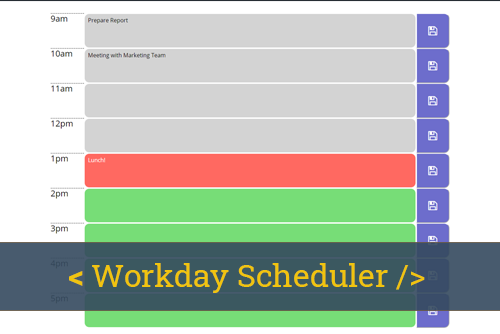 9am
Prepare Report
10am
Meeting with Marketing Team
11am
12pm
1pm
Lunch!
2pm
3pm
4pm
< Workday Scheduler />
5pm